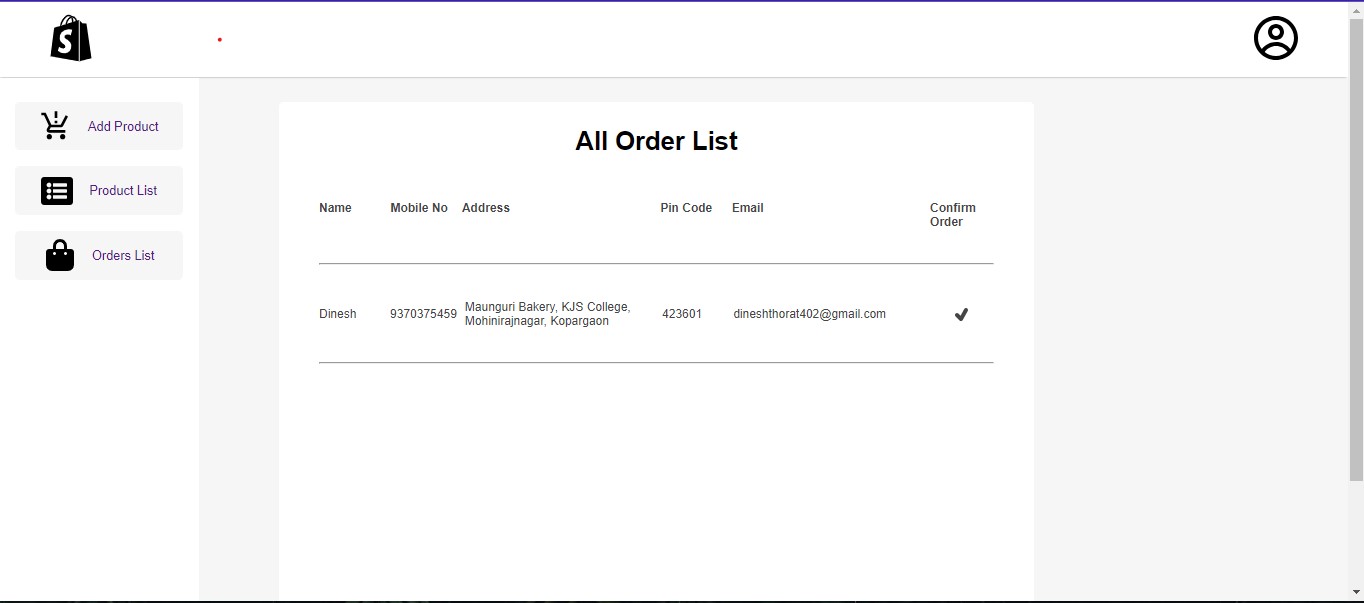 S
Add Product
Product List
Orders List
All Order List
Name Mobile No Address Pin Code Email Confirm
Order
Dinesh 9370375459 Maunguri Bakery, KJS College, 423601 dineshthorat402@gmail.com
Mohinirajnagar, Kopargaon